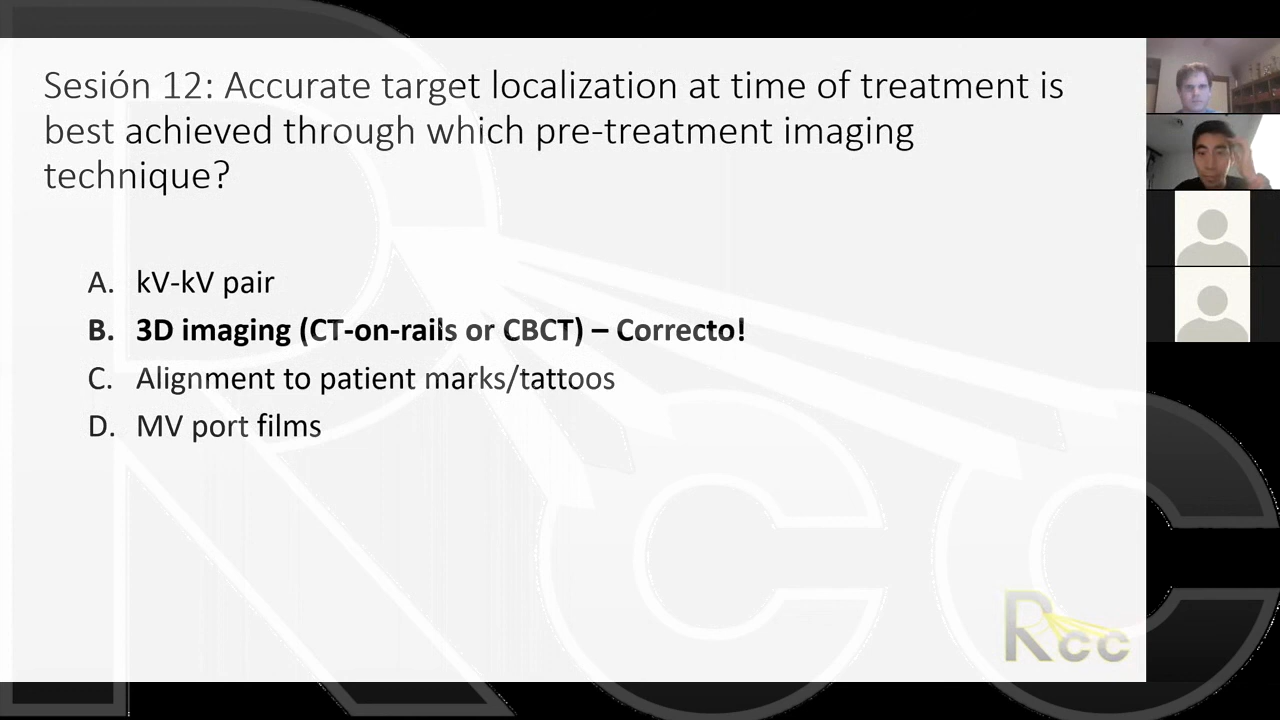 Sesión 12: Accurate target localization at time of treatment is
best achieved through which pre-treatment imaging
technique?
A. kV-kV pair
B. 3D imaging (CT-on-rails or CBCT) – Correcto!
C. Alignment to patient marks/tattoos
D. MV port films
Rcc